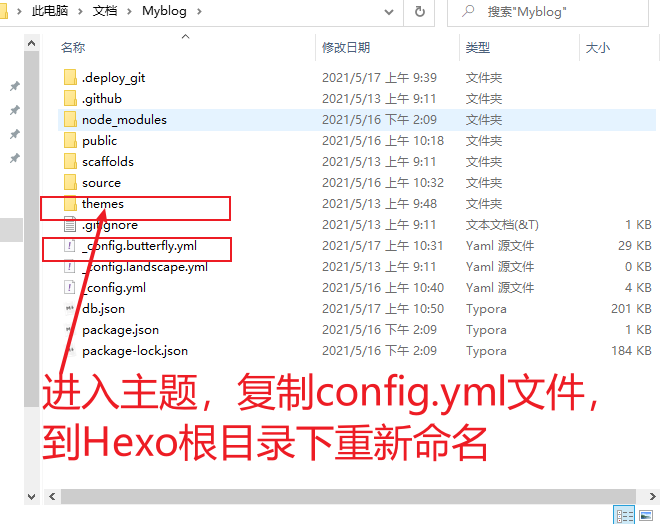 此电脑 › 文档 › Myblog ›
搜索"Myblog"
名称 修改日期 类型 大小
.deploy_git 2021/5/17 上午 9:39 文件夹
.github 2021/5/13 上午 9:11 文件夹
node_modules 2021/5/16 下午 2:09 文件夹
public 2021/5/16 上午 10:18 文件夹
scaffolds 2021/5/13 上午 9:11 文件夹
source 2021/5/16 上午 10:32 文件夹
themes 2021/5/13 上午 9:48 文件夹
.gitignore 2021/5/13 上午 9:11 文本文档(&T) 1 KB
_config.butterfly.yml 2021/5/17 上午 10:31 Yaml 源文件 29 KB
_config.landscape.yml 2021/5/13 上午 9:11 Yaml 源文件 0 KB
_config.yml 2021/5/16 上午 10:40 Yaml 源文件 4 KB
db.json 2021/5/17 上午 10:50 Typora 201 KB
package.json 2021/5/16 下午 2:09 Typora 1 KB
package-lock.json 2021/5/16 下午 2:09 Typora 184 KB
进入主题，复制config.yml文件，
到Hexo根目录下重新命名